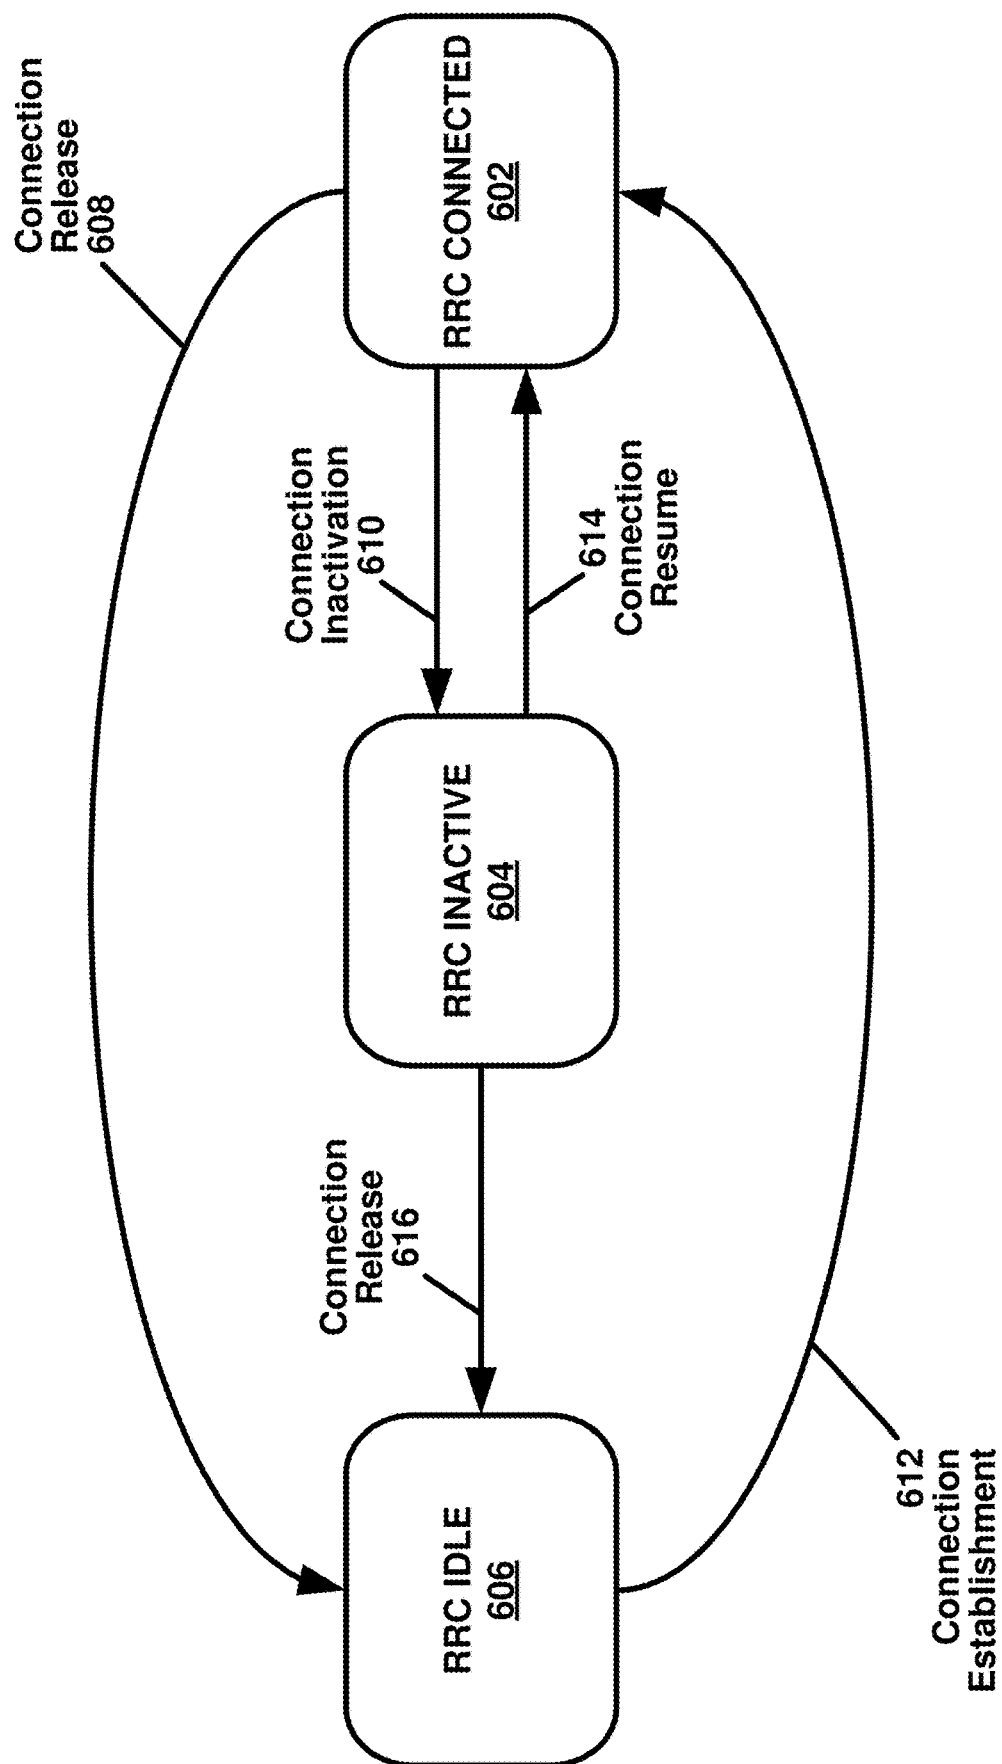 Connection
Release
608
RRC IDLE
606
Connection
Release
616
RRC INACTIVE
604
Connection
Inactivation
610
614
Connection
Resume
RRC CONNECTED
602
612
Connection
Establishment